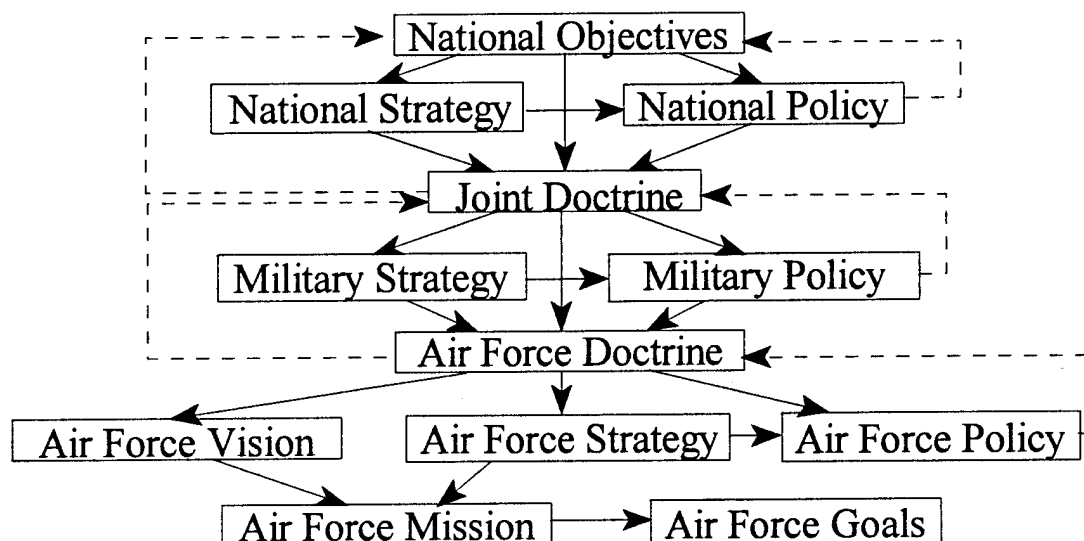 National Objectives
National Strategy
National Policy
Joint Doctrine
Military Strategy
Military Policy
Air Force Doctrine
Air Force Vision
Air Force Strategy
Air Force Policy
Air Force Mission
Air Force Goals